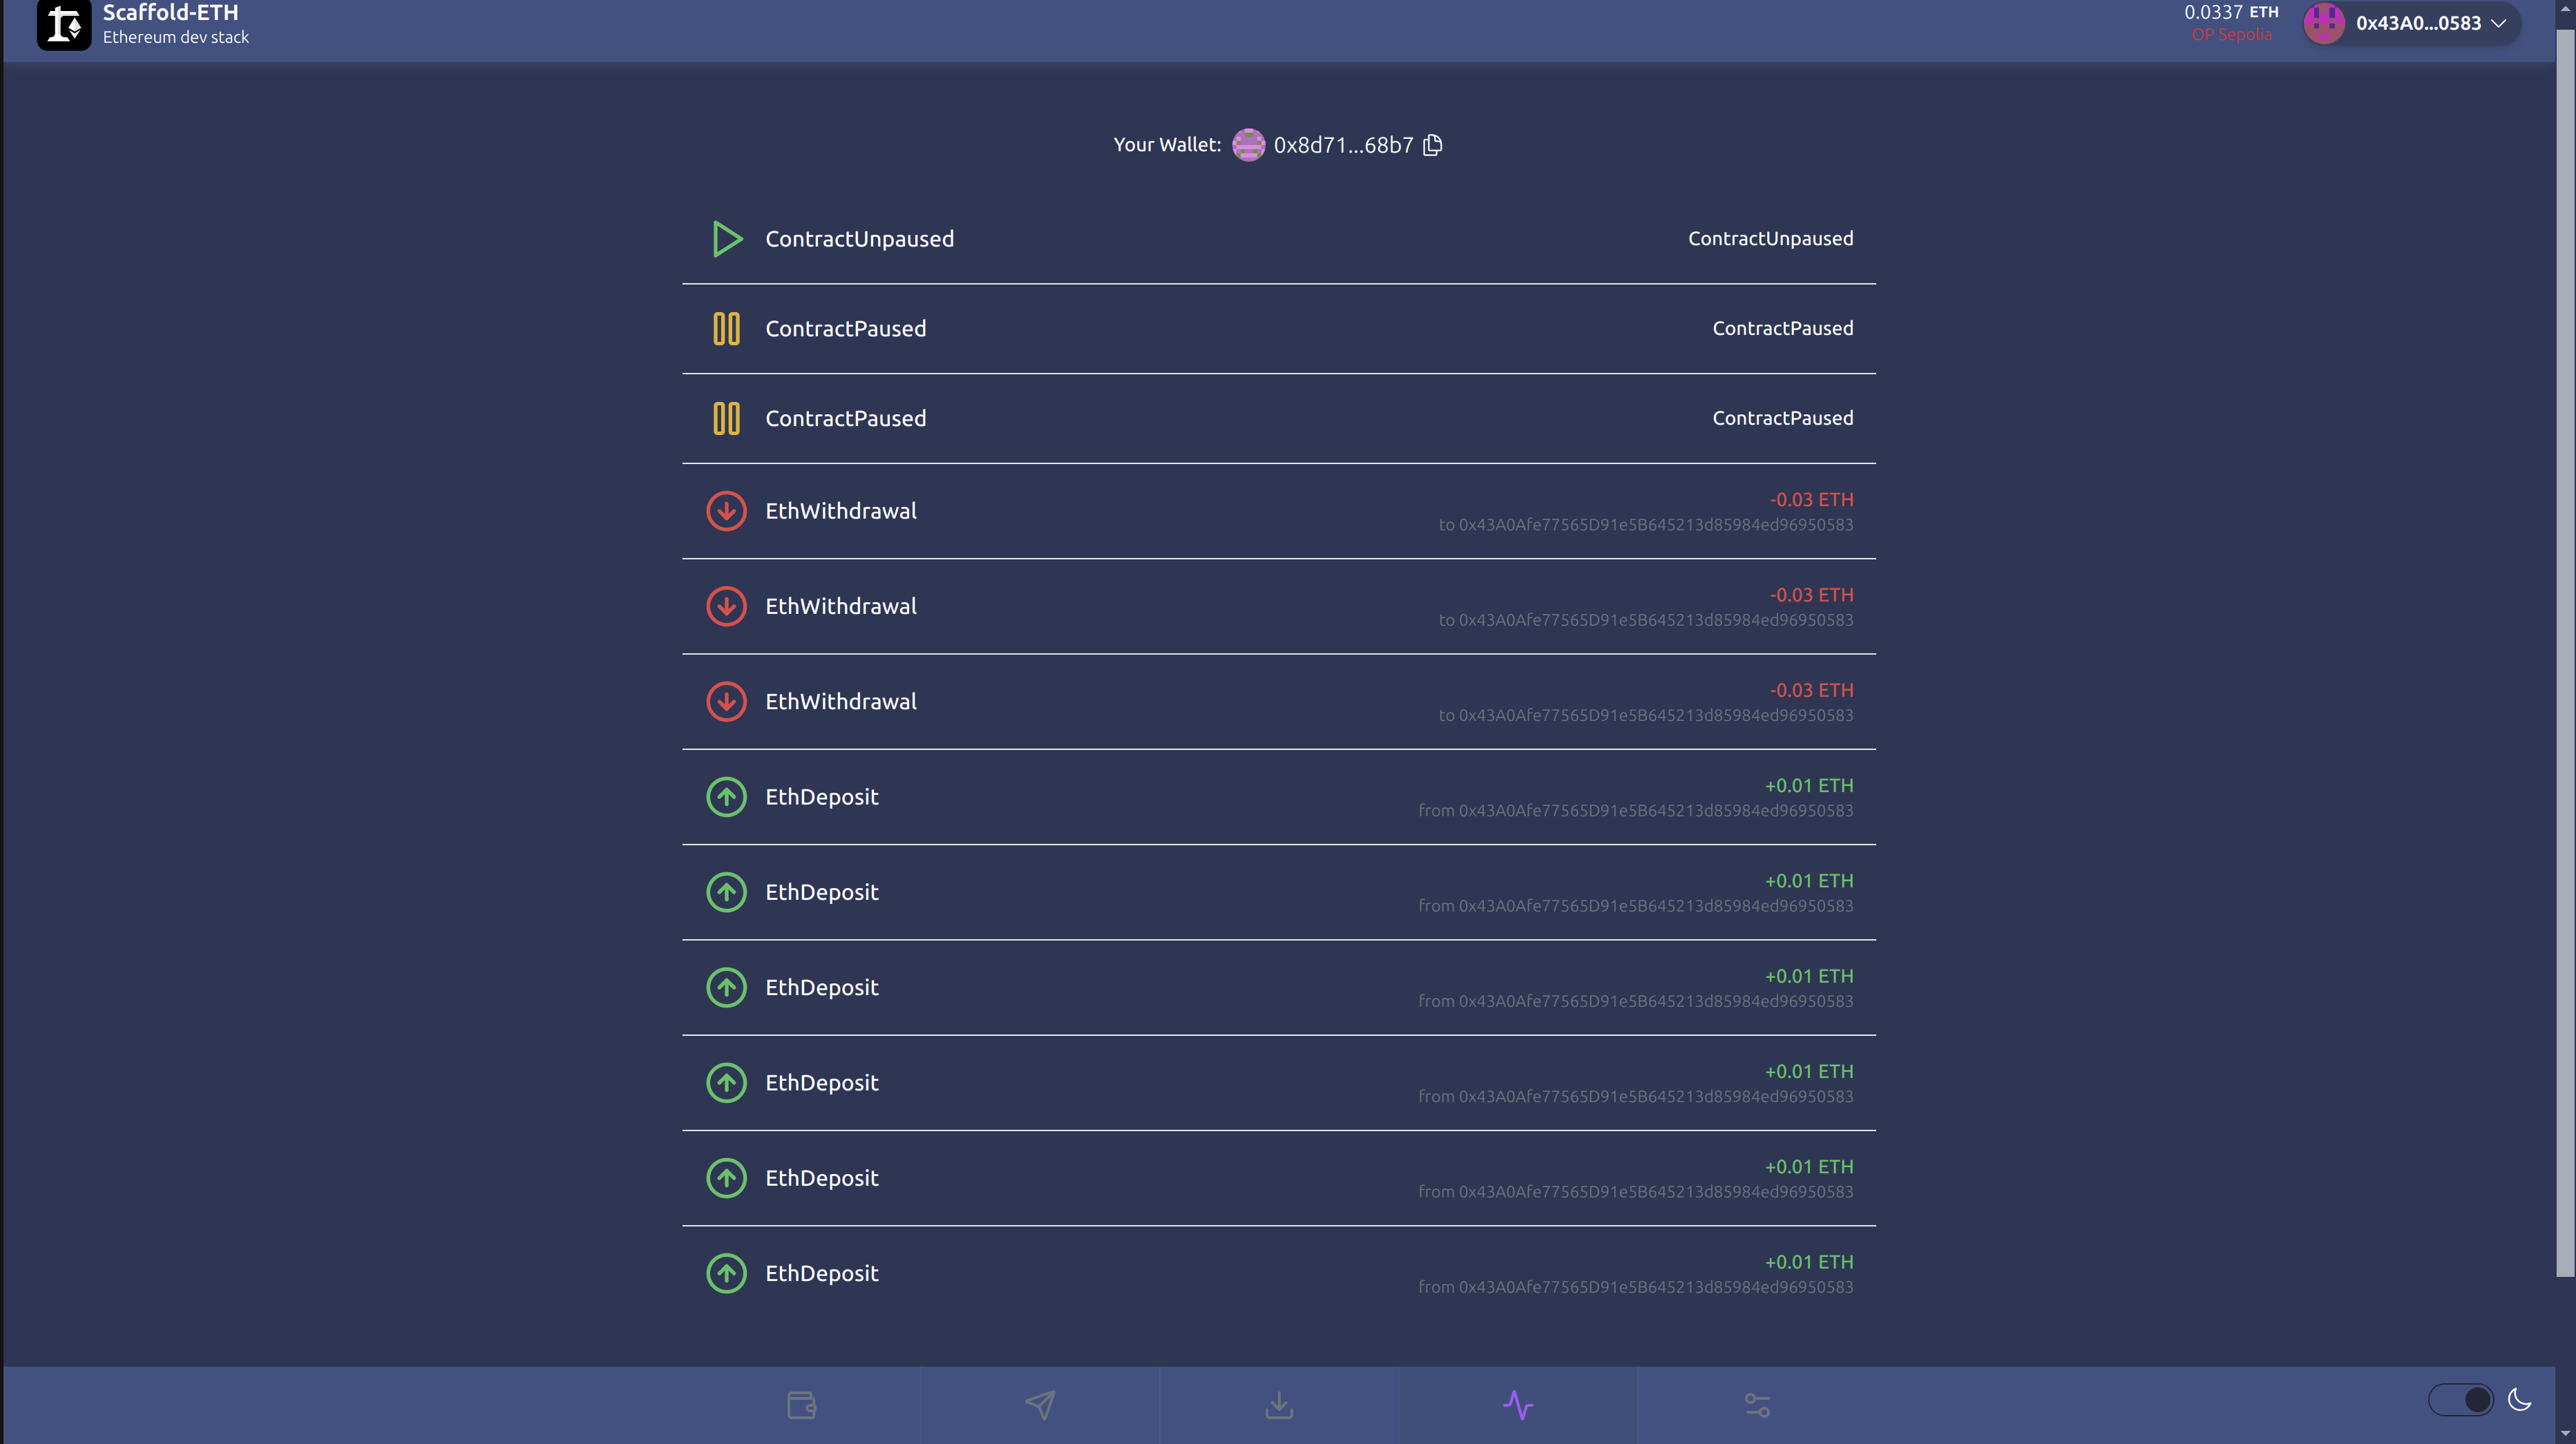 Scaffold-ETH
Ethereum dev stack
0.0337 ETH
OP Sepolia
0x43A0...0583
Your Wallet: 0x8d71...68b7
ContractUnpaused ContractUnpaused
ContractPaused ContractPaused
ContractPaused ContractPaused
EthWithdrawal -0.03 ETH
to 0x43A0Afe77565D91e5B645213d85984ed96950583
EthWithdrawal -0.03 ETH
to 0x43A0Afe77565D91e5B645213d85984ed96950583
EthWithdrawal -0.03 ETH
to 0x43A0Afe77565D91e5B645213d85984ed96950583
EthDeposit +0.01 ETH
from 0x43A0Afe77565D91e5B645213d85984ed96950583
EthDeposit +0.01 ETH
from 0x43A0Afe77565D91e5B645213d85984ed96950583
EthDeposit +0.01 ETH
from 0x43A0Afe77565D91e5B645213d85984ed96950583
EthDeposit +0.01 ETH
from 0x43A0Afe77565D91e5B645213d85984ed96950583
EthDeposit +0.01 ETH
from 0x43A0Afe77565D91e5B645213d85984ed96950583
EthDeposit +0.01 ETH
from 0x43A0Afe77565D91e5B645213d85984ed96950583